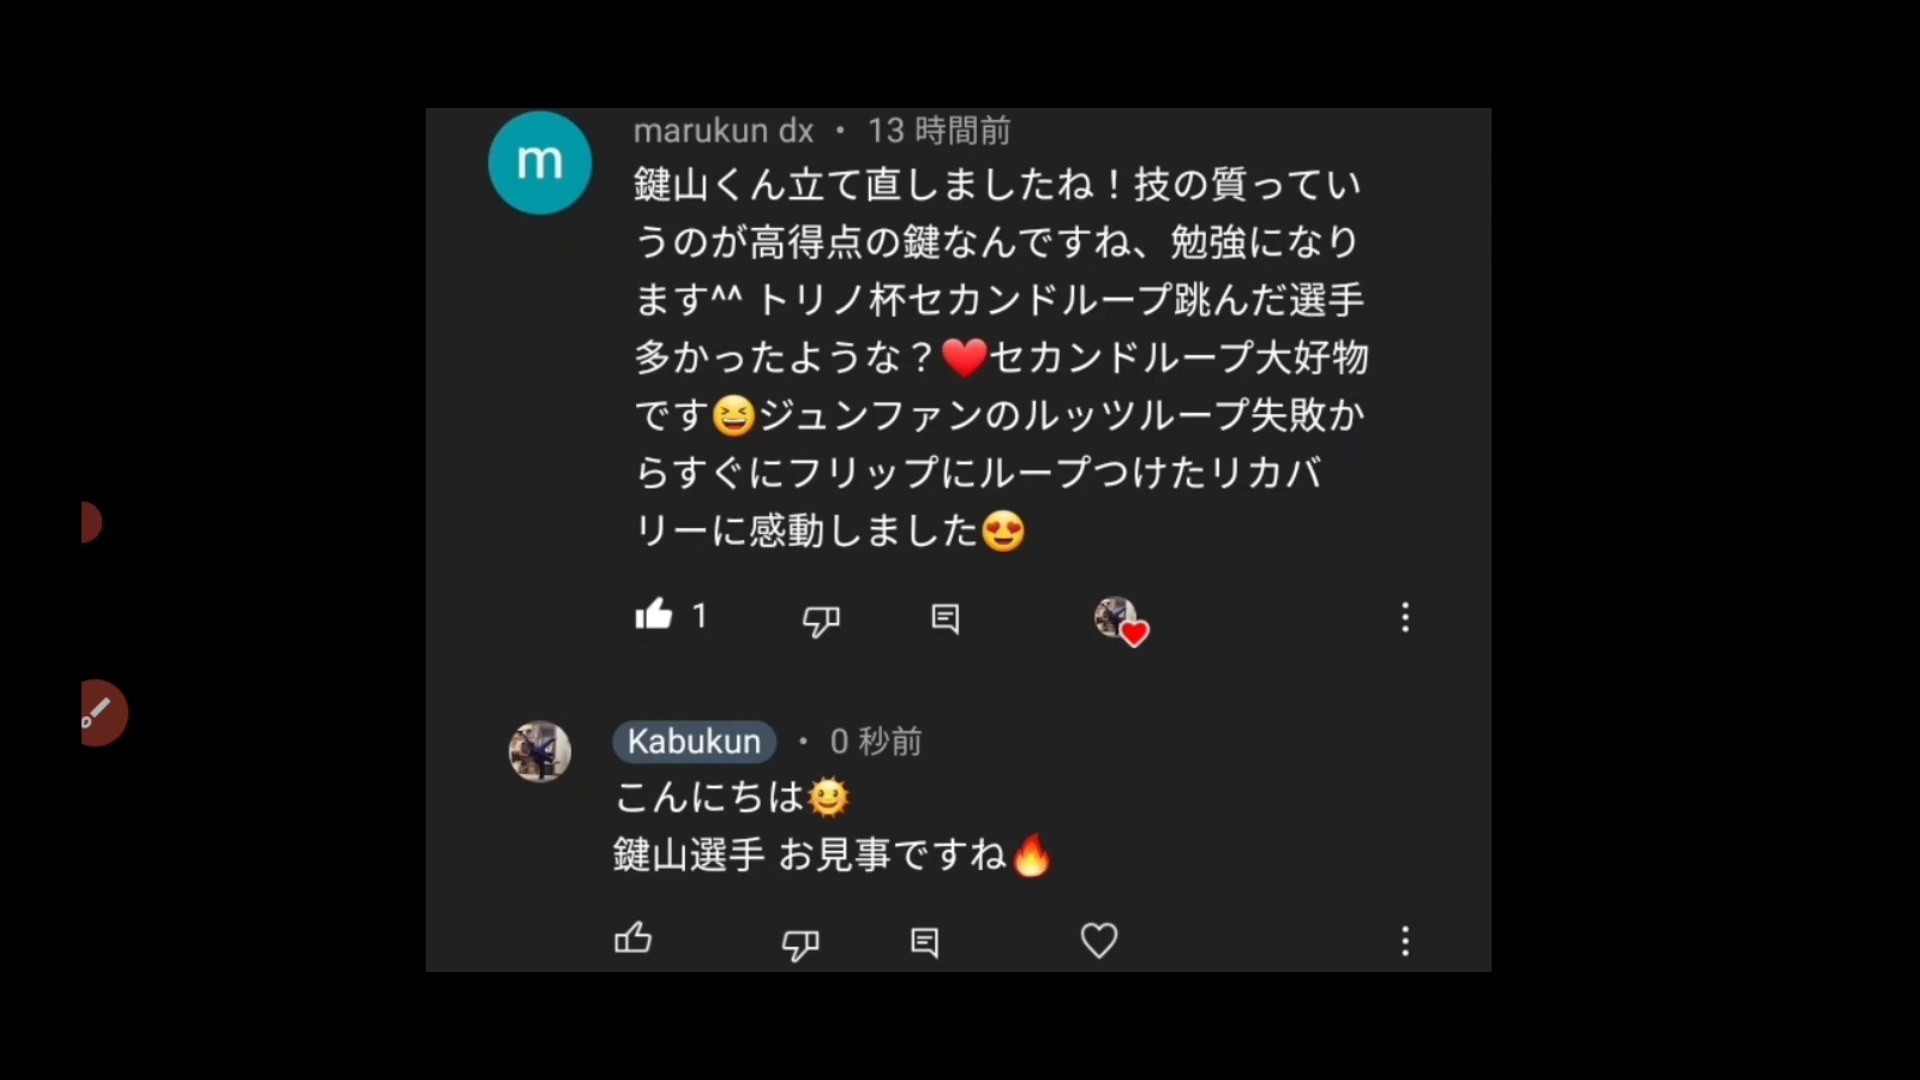 m
marukun dx · 13 時間前
鍵山くん立て直しましたね！技の質ってい
うのが高得点の鍵なんですね、勉強になり
ます^^ トリノ杯セカンドループ跳んだ選手
多かったような？❤️セカンドループ大好物
です😆ジュンファンのルッツループ失敗か
らすぐにフリップにループつけたリカバ
リーに感動しました😍
1
Kabukun · 0 秒前
こんにちは🌞
鍵山選手 お見事ですね🔥